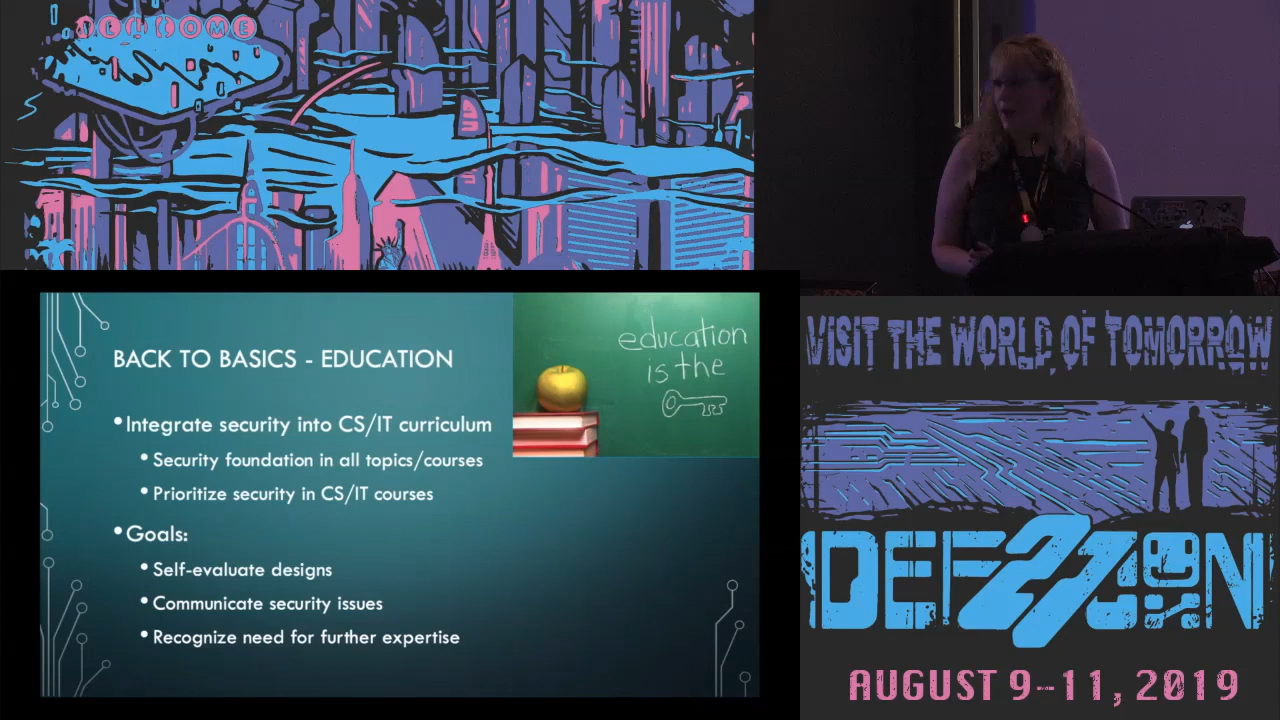 WELCOME
BACK TO BASICS - EDUCATION
education
is the
• Integrate security into CS/IT curriculum
• Security foundation in all topics/courses
• Prioritize security in CS/IT courses
• Goals:
• Self-evaluate designs
• Communicate security issues
• Recognize need for further expertise
VISIT THE WORLD OF TOMORROW
DEF 27 CON
AUGUST 9-11, 2019